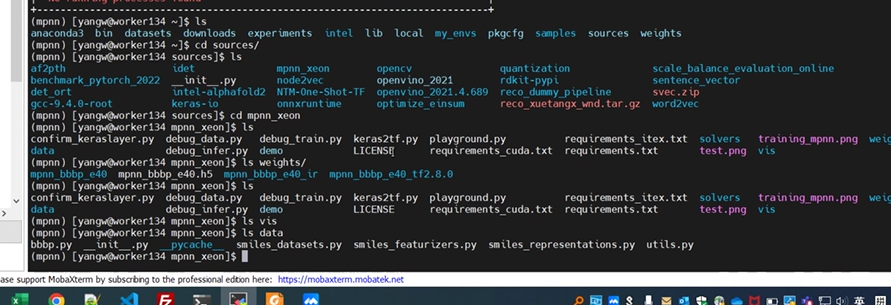 (mpnn) [yangw@worker134 ~]$ ls
anaconda3 bin datasets downloads experiments intel lib local my_envs pkgcfg samples sources weights
(mpnn) [yangw@worker134 ~]$ cd sources/
(mpnn) [yangw@worker134 sources]$ ls
af2pth idet mpnn_xeon opencv quantization scale_balance_evaluation_online
benchmark_pytorch_2022 __init__.py node2vec openvino_2021 rdkit-pypi sentence_vector
det_ort intel-alphafold2 NTM-One-Shot-TF openvino_2021.4.689 reco_dummy_pipeline svec.zip
gcc-9.4.0-root keras-io onnxruntime optimize_einsum reco_xuetangx_wnd.tar.gz word2vec
(mpnn) [yangw@worker134 sources]$ cd mpnn_xeon
(mpnn) [yangw@worker134 mpnn_xeon]$ ls
confirm_keraslayer.py debug_data.py debug_train.py keras2tf.py playground.py requirements_itex.txt solvers training_mpnn.png wei
data debug_infer.py demo LICENSE requirements_cuda.txt requirements.txt test.png vis
(mpnn) [yangw@worker134 mpnn_xeon]$ ls weights/
mpnn_bbbp_e40 mpnn_bbbp_e40.h5 mpnn_bbbp_e40_ir mpnn_bbbp_e40_tf2.8.0
(mpnn) [yangw@worker134 mpnn_xeon]$ ls
confirm_keraslayer.py debug_data.py debug_train.py keras2tf.py playground.py requirements_itex.txt solvers training_mpnn.png wei
data debug_infer.py demo LICENSE requirements_cuda.txt requirements.txt test.png vis
(mpnn) [yangw@worker134 mpnn_xeon]$ ls vis
(mpnn) [yangw@worker134 mpnn_xeon]$ ls data
bbbp.py __init__.py __pycache__ smiles_datasets.py smiles_featurizers.py smiles_representations.py utils.py
(mpnn) [yangw@worker134 mpnn_xeon]$
ase support MobaXterm by subscribing to the professional edition here: https://mobaxterm.mobatek.net
英